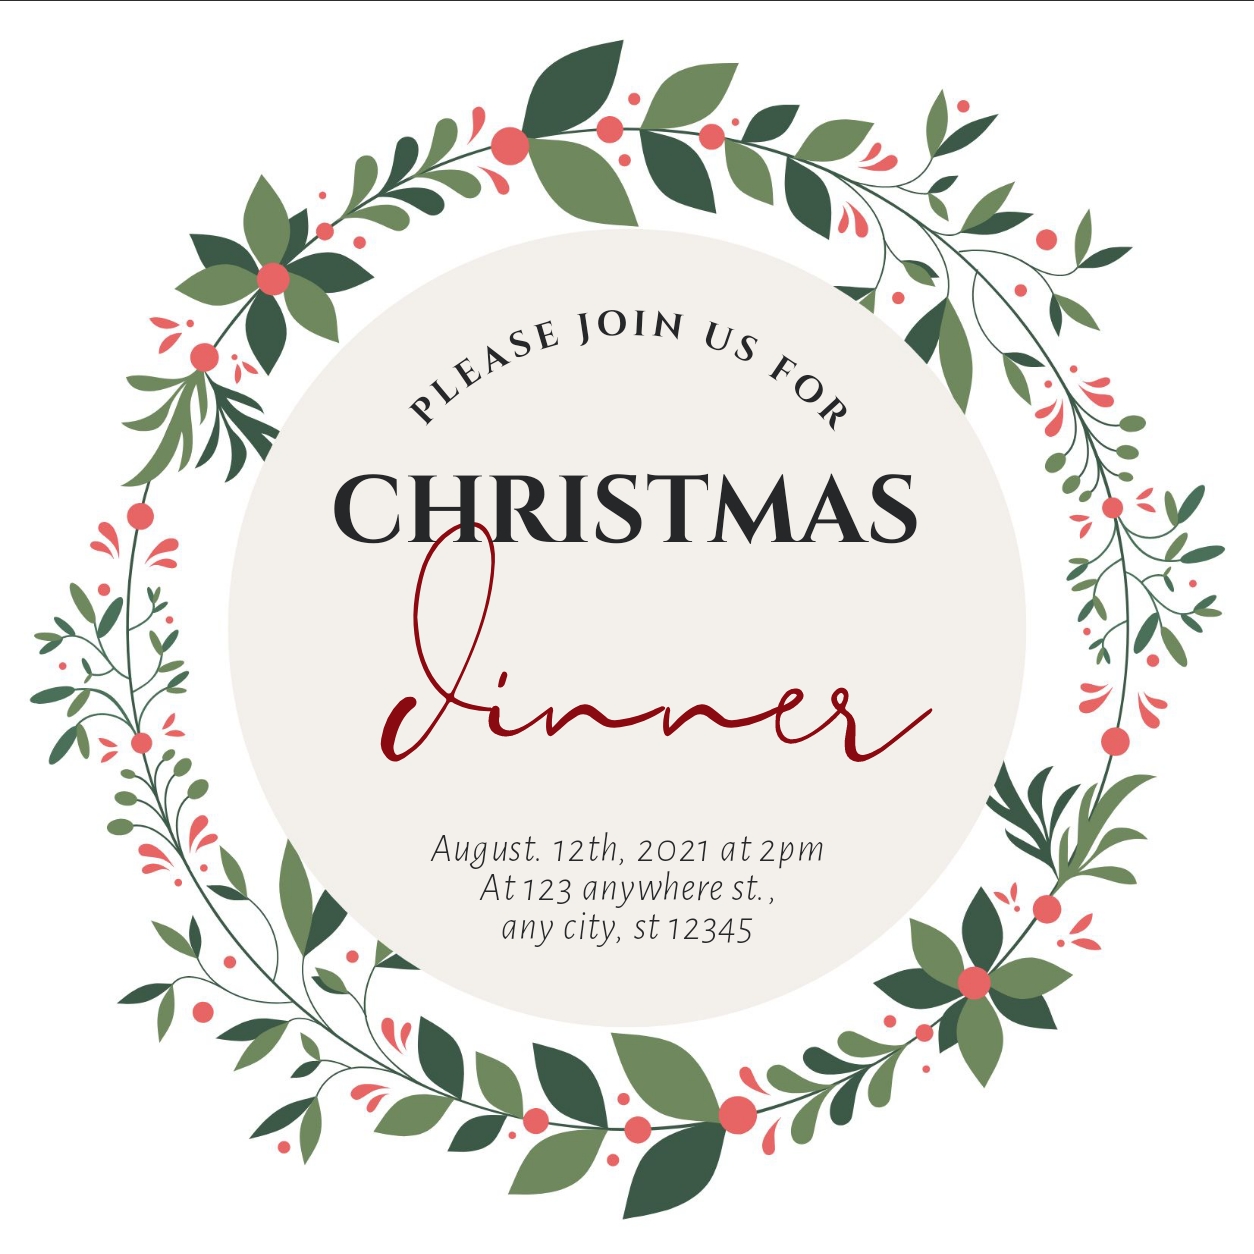 PLEASE JOIN US FOR
CHRISTMAS
dinner
August. 12th, 2021 at 2pm
At 123 anywhere st.,
any city, st 12345